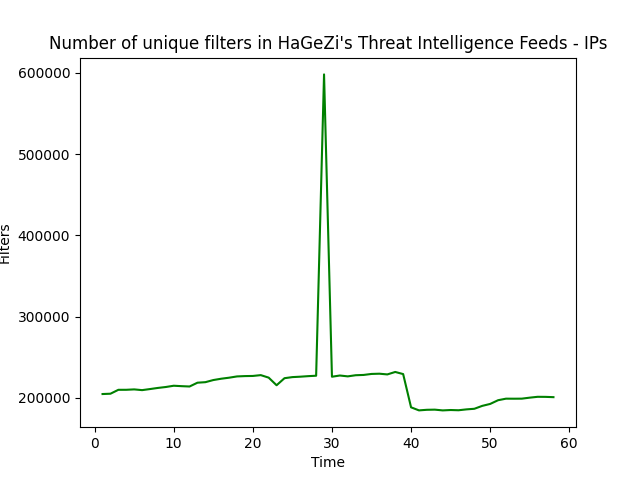 Number of unique filters in HaGeZi's Threat Intelligence Feeds - IPs
600000
500000
400000
300000
200000
Filters
0 10 20 30 40 50 60
Time